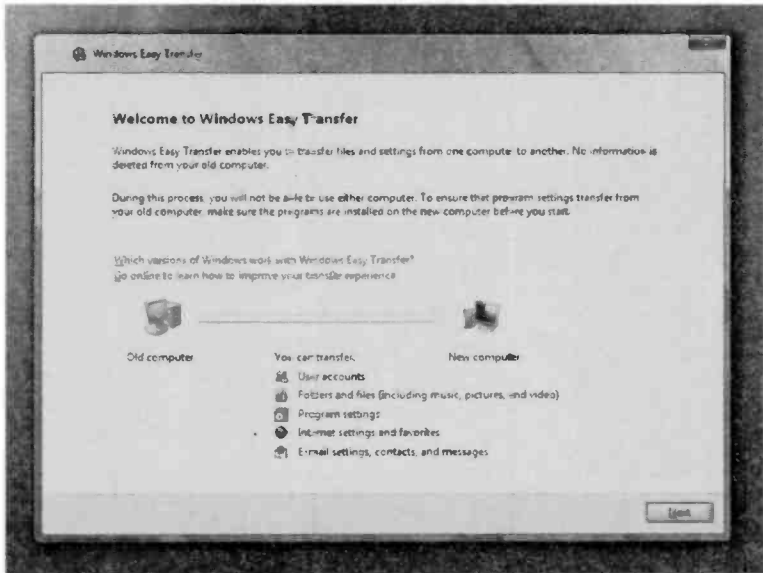 Windows Easy Transfer
Welcome to Windows Easy Transfer
Windows Easy Transfer enables you to transfer files and settings from one computer to another. No information is
deleted from your old computer.
During this process, you will not be able to use either computer. To ensure that program settings transfer from
your old computer, make sure the programs are installed on the new computer before you start.
Which versions of Windows work with Windows Easy Transfer?
Go online to learn how to improve your transfer experience
Old computer
New computer
You can transfer:
User accounts
Folders and files (including music, pictures, and video)
Program settings
Internet settings and favorites
E-mail settings, contacts, and messages
Next